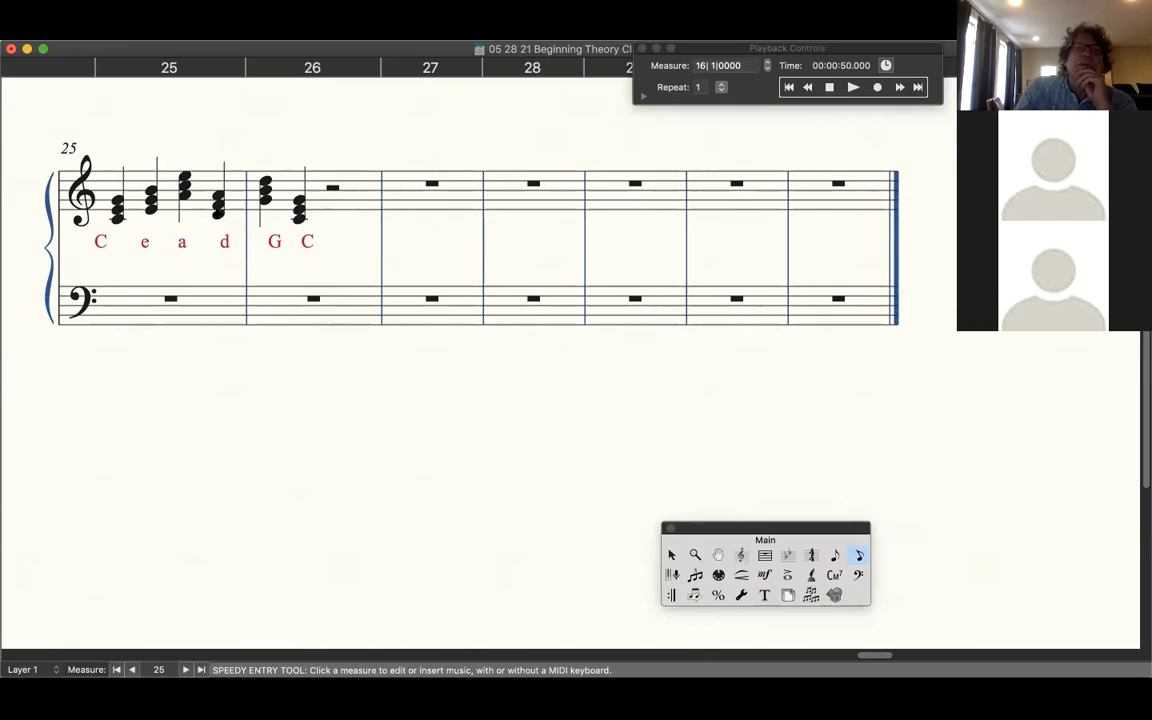 05 28 21 Beginning Theory Cl
Playback Controls
Measure: 16| 1|0000 Time: 00:00:50.000
Repeat: 1
25 26 27 28 2
25
C e a d G C
Main
mf CM7
% T
Layer 1 Measure: 25 SPEEDY ENTRY TOOL: Click a measure to edit or insert music, with or without a MIDI keyboard.